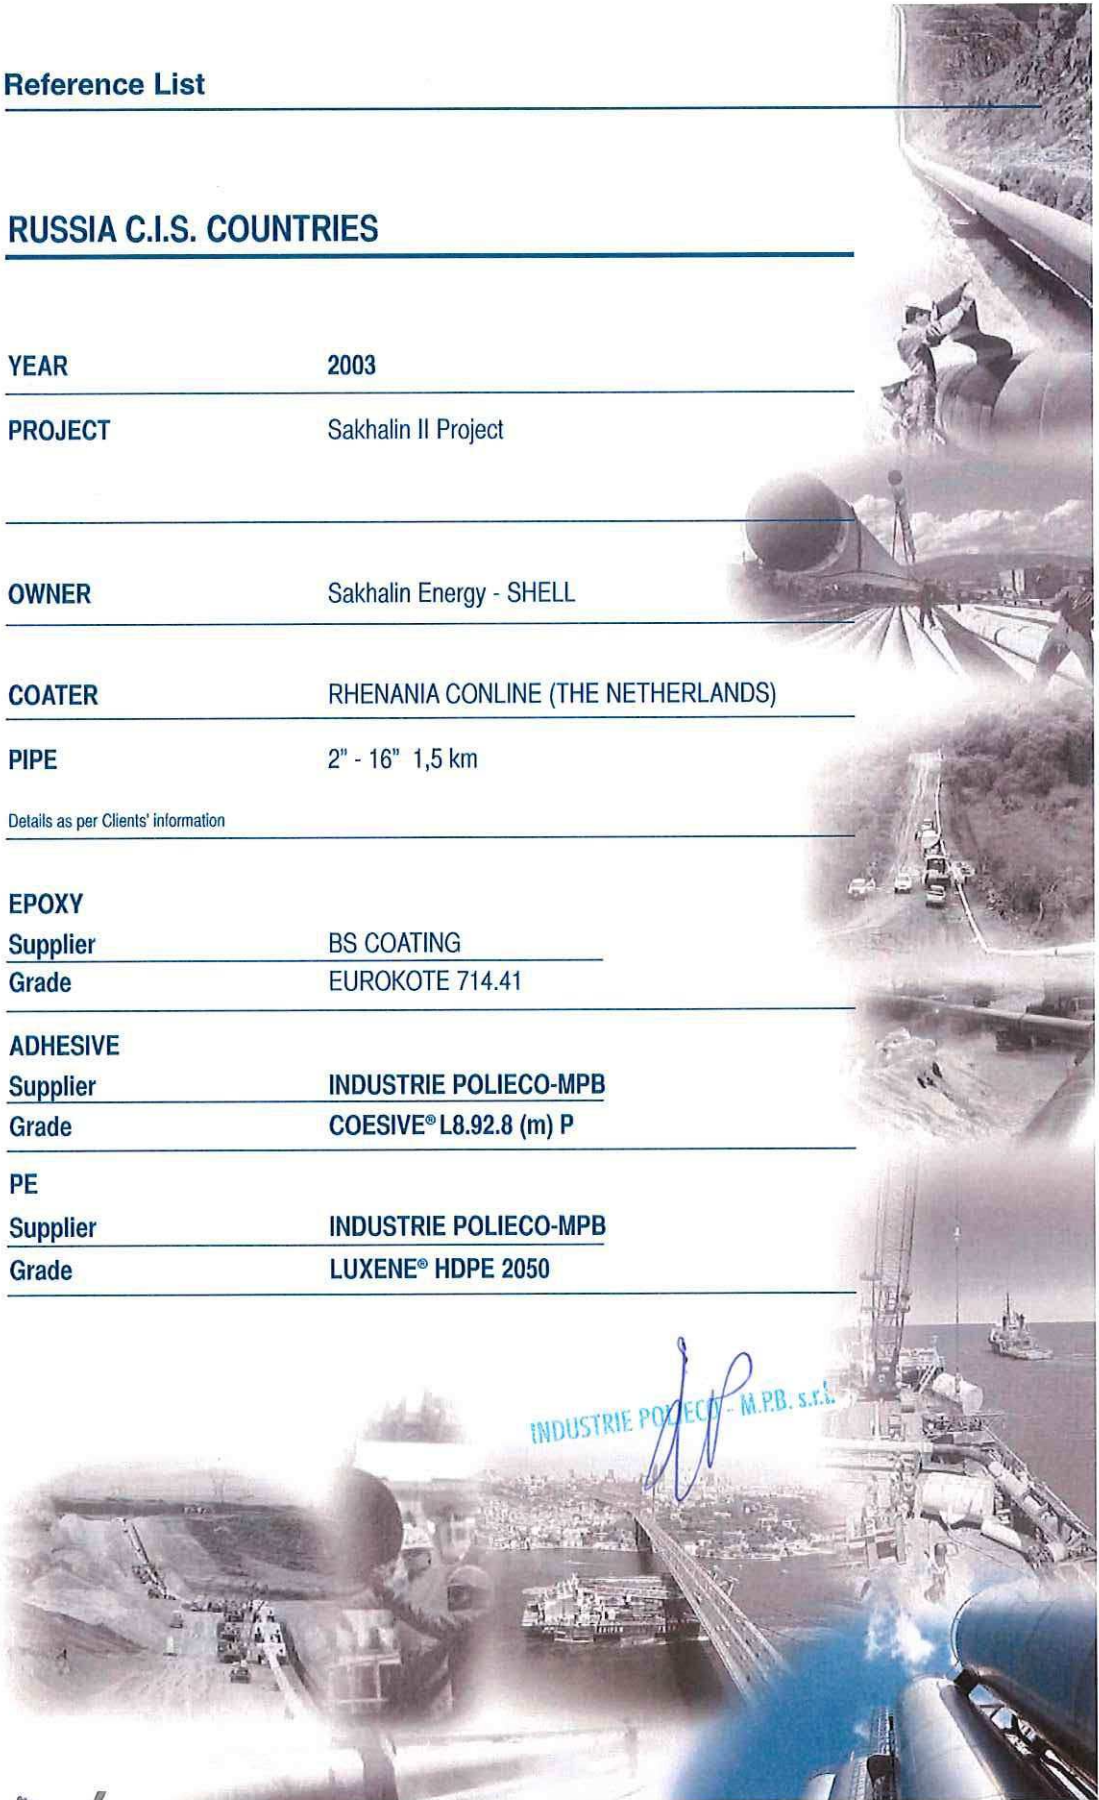 Reference List
RUSSIA C.I.S. COUNTRIES
YEAR 2003
PROJECT Sakhalin II Project
OWNER Sakhalin Energy - SHELL
COATER RHENANIA CONLINE (THE NETHERLANDS)
PIPE 2" - 16" 1,5 km
Details as per Clients' information
EPOXY
Supplier BS COATING
Grade EUROKOTE 714.41
ADHESIVE
Supplier INDUSTRIE POLIECO-MPB
Grade COESIVE® L8.92.8 (m) P
PE
Supplier INDUSTRIE POLIECO-MPB
Grade LUXENE® HDPE 2050
INDUSTRIE POLIECO - M.P.B. s.r.l.